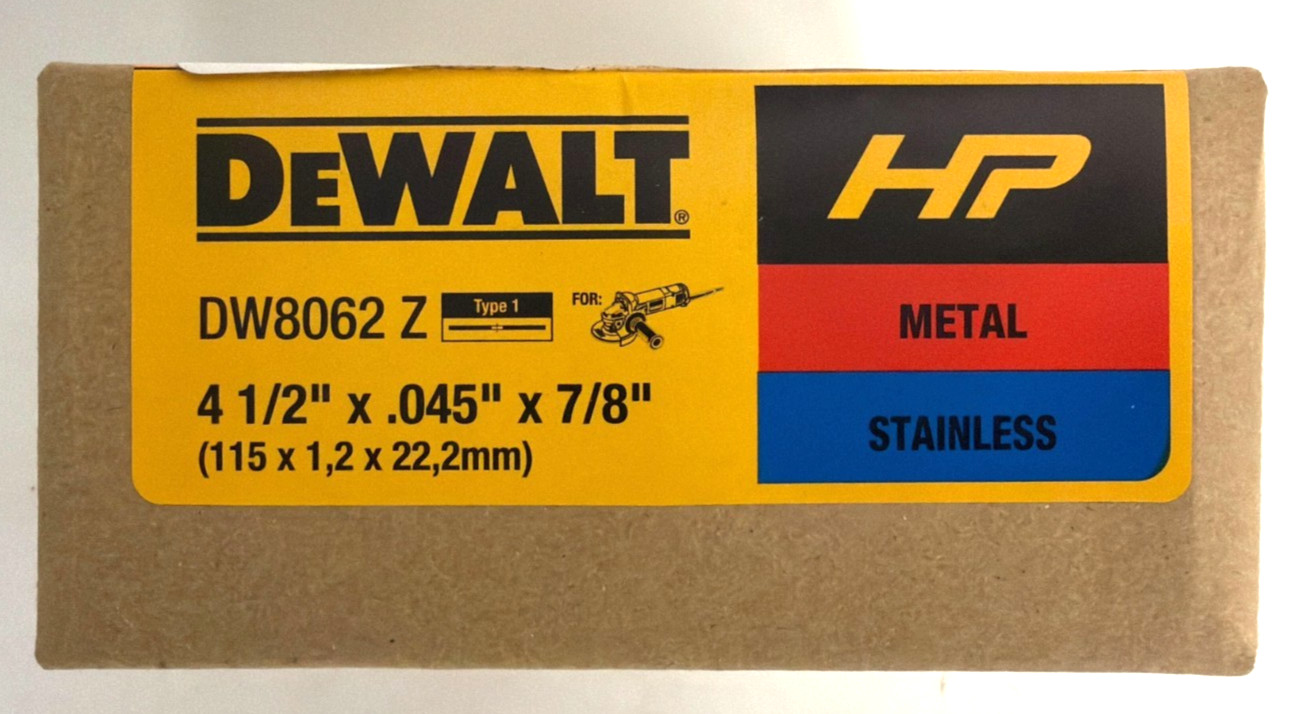 DEWALT®
DW8062 Z
Type 1
FOR:
4 1/2" x .045" x 7/8"
(115 x 1,2 x 22,2mm)
HP
METAL
STAINLESS